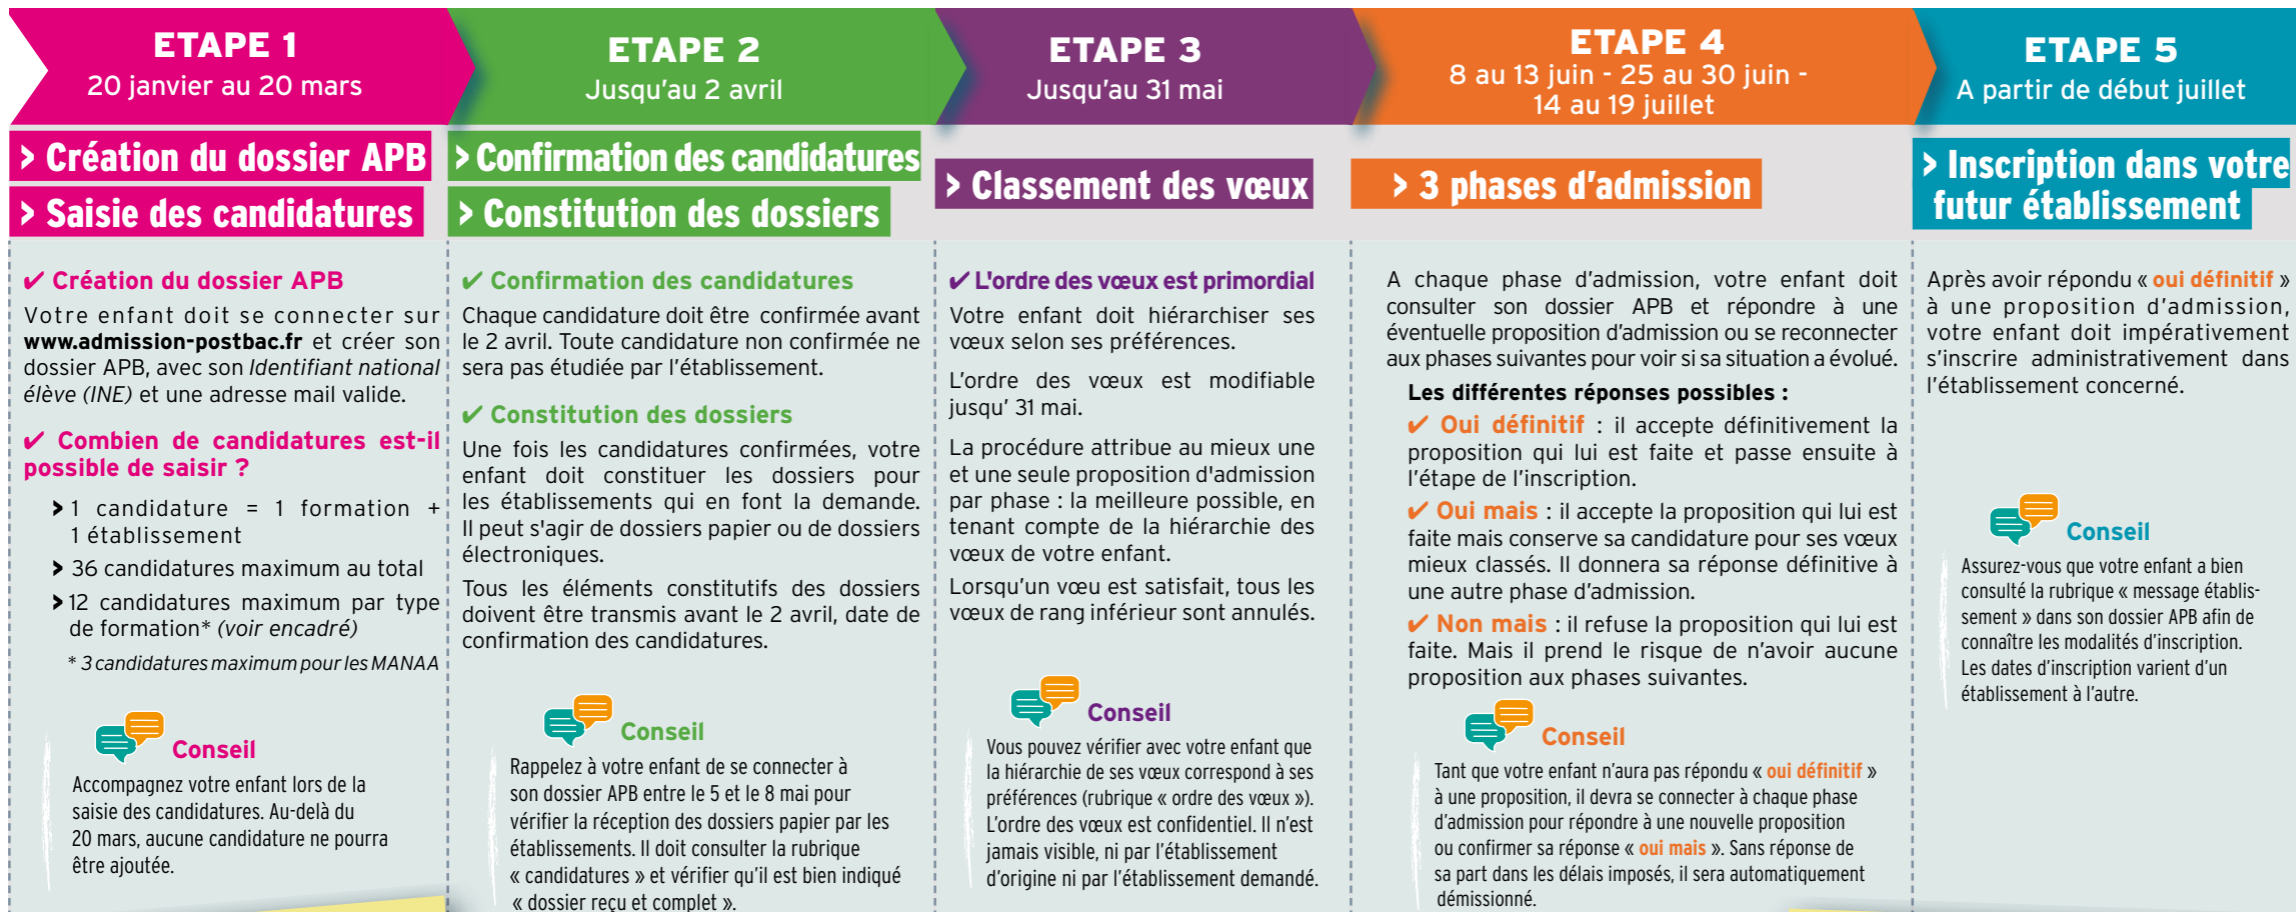 ETAPE 1
20 janvier au 20 mars
> Création du dossier APB
> Saisie des candidatures
✔ Création du dossier APB
Votre enfant doit se connecter sur
www.admission-postbac.fr et créer son
dossier APB, avec son Identifiant national
élève (INE) et une adresse mail valide.
✔ Combien de candidatures est-il
possible de saisir ?
> 1 candidature = 1 formation +
1 établissement
> 36 candidatures maximum au total
> 12 candidatures maximum par type
de formation* (voir encadré)
* 3 candidatures maximum pour les MANAA
Conseil
Accompagnez votre enfant lors de la
saisie des candidatures. Au-delà du
20 mars, aucune candidature ne pourra
être ajoutée.
ETAPE 2
Jusqu'au 2 avril
> Confirmation des candidatures
> Constitution des dossiers
✔ Confirmation des candidatures
Chaque candidature doit être confirmée avant
le 2 avril. Toute candidature non confirmée ne
sera pas étudiée par l'établissement.
✔ Constitution des dossiers
Une fois les candidatures confirmées, votre
enfant doit constituer les dossiers pour
les établissements qui en font la demande.
Il peut s'agir de dossiers papier ou de dossiers
électroniques.
Tous les éléments constitutifs des dossiers
doivent être transmis avant le 2 avril, date de
confirmation des candidatures.
Conseil
Rappelez à votre enfant de se connecter à
son dossier APB entre le 5 et le 8 mai pour
vérifier la réception des dossiers papier par les
établissements. Il doit consulter la rubrique
« candidatures » et vérifier qu'il est bien indiqué
« dossier reçu et complet ».
ETAPE 3
Jusqu'au 31 mai
> Classement des vœux
✔ L'ordre des vœux est primordial
Votre enfant doit hiérarchiser ses
vœux selon ses préférences.
L'ordre des vœux est modifiable
jusqu' 31 mai.
La procédure attribue au mieux une
et une seule proposition d'admission
par phase : la meilleure possible, en
tenant compte de la hiérarchie des
vœux de votre enfant.
Lorsqu'un vœu est satisfait, tous les
vœux de rang inférieur sont annulés.
Conseil
Vous pouvez vérifier avec votre enfant que
la hiérarchie de ses vœux correspond à ses
préférences (rubrique « ordre des vœux »).
L'ordre des vœux est confidentiel. Il n'est
jamais visible, ni par l'établissement
d'origine ni par l'établissement demandé.
ETAPE 4
8 au 13 juin - 25 au 30 juin -
14 au 19 juillet
> 3 phases d'admission
A chaque phase d'admission, votre enfant doit
consulter son dossier APB et répondre à une
éventuelle proposition d'admission ou se reconnecter
aux phases suivantes pour voir si sa situation a évolué.
Les différentes réponses possibles :
✔ Oui définitif : il accepte définitivement la
proposition qui lui est faite et passe ensuite à
l'étape de l'inscription.
✔ Oui mais : il accepte la proposition qui lui est
faite mais conserve sa candidature pour ses vœux
mieux classés. Il donnera sa réponse définitive à
une autre phase d'admission.
✔ Non mais : il refuse la proposition qui lui est
faite. Mais il prend le risque de n'avoir aucune
proposition aux phases suivantes.
Conseil
Tant que votre enfant n'aura pas répondu « oui définitif »
à une proposition, il devra se connecter à chaque phase
d'admission pour répondre à une nouvelle proposition
ou confirmer sa réponse « oui mais ». Sans réponse de
sa part dans les délais imposés, il sera automatiquement
démissionné.
ETAPE 5
A partir de début juillet
> Inscription dans votre
futur établissement
Après avoir répondu « oui définitif »
à une proposition d'admission,
votre enfant doit impérativement
s'inscrire administrativement dans
l'établissement concerné.
Conseil
Assurez-vous que votre enfant a bien
consulté la rubrique « message établis-
sement » dans son dossier APB afin de
connaître les modalités d'inscription.
Les dates d'inscription varient d'un
établissement à l'autre.